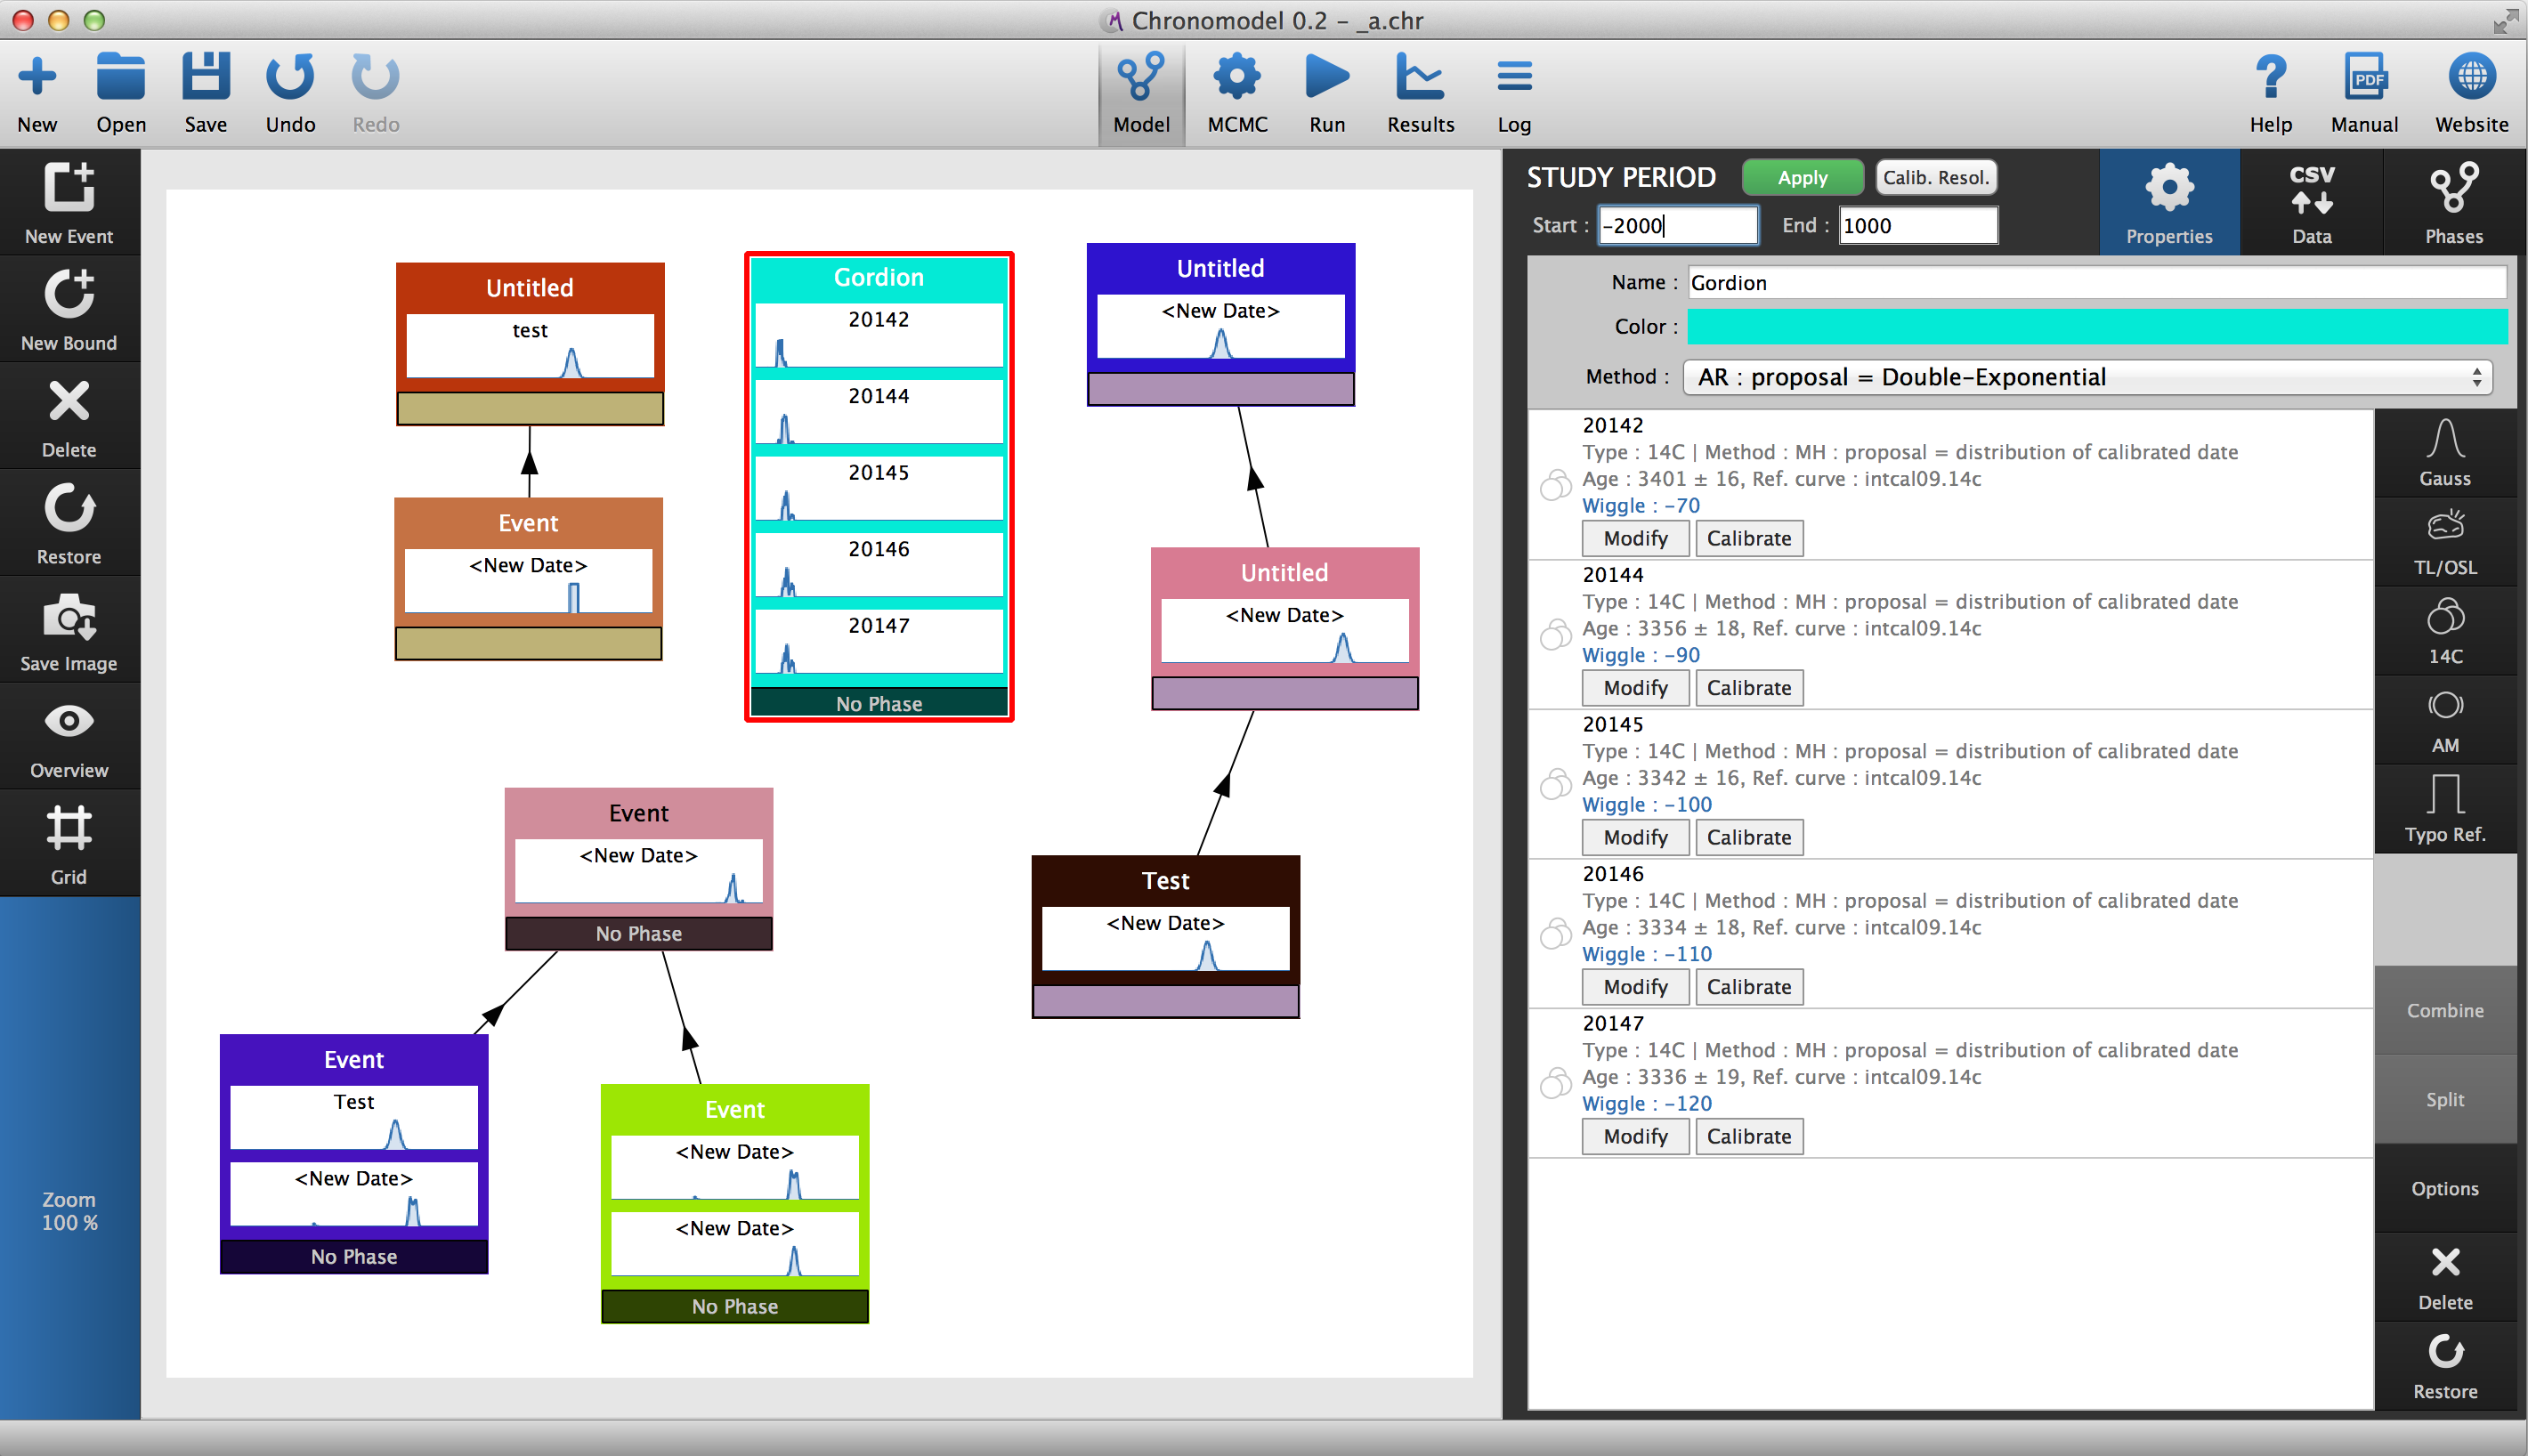 Chronomodel 0.2 - _a.chr
New
Open
Save
Undo
Redo
Model
MCMC
Run
Results
Log
Help
PDF
Manual
Website
New Event
New Bound
Delete
Restore
Save Image
Overview
Grid
Zoom
100 %
Untitled
test
Event
<New Date>
Gordion
20142
20144
20145
20146
20147
No Phase
Untitled
<New Date>
Untitled
<New Date>
Event
<New Date>
No Phase
Test
<New Date>
Event
Test
<New Date>
No Phase
Event
<New Date>
<New Date>
No Phase
STUDY PERIOD
Apply
Calib. Resol.
Start : -2000
End : 1000
Properties
CSV
Data
Phases
Name : Gordion
Color :
Method : AR : proposal = Double-Exponential
20142
Type : 14C | Method : MH : proposal = distribution of calibrated date
Age : 3401 ± 16, Ref. curve : intcal09.14c
Wiggle : -70
Modify Calibrate
20144
Type : 14C | Method : MH : proposal = distribution of calibrated date
Age : 3356 ± 18, Ref. curve : intcal09.14c
Wiggle : -90
Modify Calibrate
20145
Type : 14C | Method : MH : proposal = distribution of calibrated date
Age : 3342 ± 16, Ref. curve : intcal09.14c
Wiggle : -100
Modify Calibrate
20146
Type : 14C | Method : MH : proposal = distribution of calibrated date
Age : 3334 ± 18, Ref. curve : intcal09.14c
Wiggle : -110
Modify Calibrate
20147
Type : 14C | Method : MH : proposal = distribution of calibrated date
Age : 3336 ± 19, Ref. curve : intcal09.14c
Wiggle : -120
Modify Calibrate
Gauss
TL/OSL
14C
AM
Typo Ref.
Combine
Split
Options
Delete
Restore